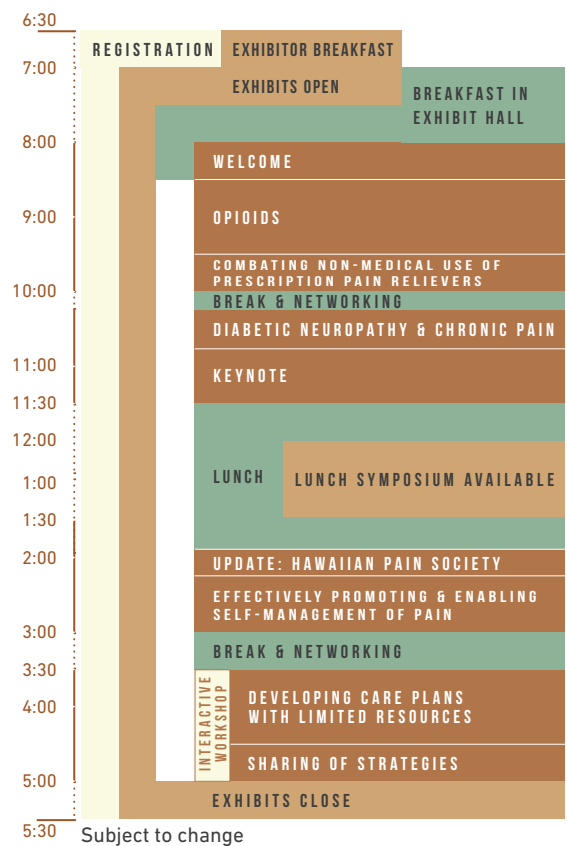 6:30
REGISTRATION
EXHIBITOR BREAKFAST
7:00
EXHIBITS OPEN
BREAKFAST IN
EXHIBIT HALL
8:00
WELCOME
9:00
OPIOIDS
COMBATING NON-MEDICAL USE OF
PRESCRIPTION PAIN RELIEVERS
10:00
BREAK & NETWORKING
DIABETIC NEUROPATHY & CHRONIC PAIN
11:00
KEYNOTE
11:30
12:00
LUNCH
LUNCH SYMPOSIUM AVAILABLE
1:00
1:30
2:00
UPDATE: HAWAIIAN PAIN SOCIETY
EFFECTIVELY PROMOTING & ENABLING
SELF-MANAGEMENT OF PAIN
3:00
BREAK & NETWORKING
3:30
INTERACTIVE
WORKSHOP
DEVELOPING CARE PLANS
WITH LIMITED RESOURCES
4:00
SHARING OF STRATEGIES
5:00
EXHIBITS CLOSE
5:30
Subject to change